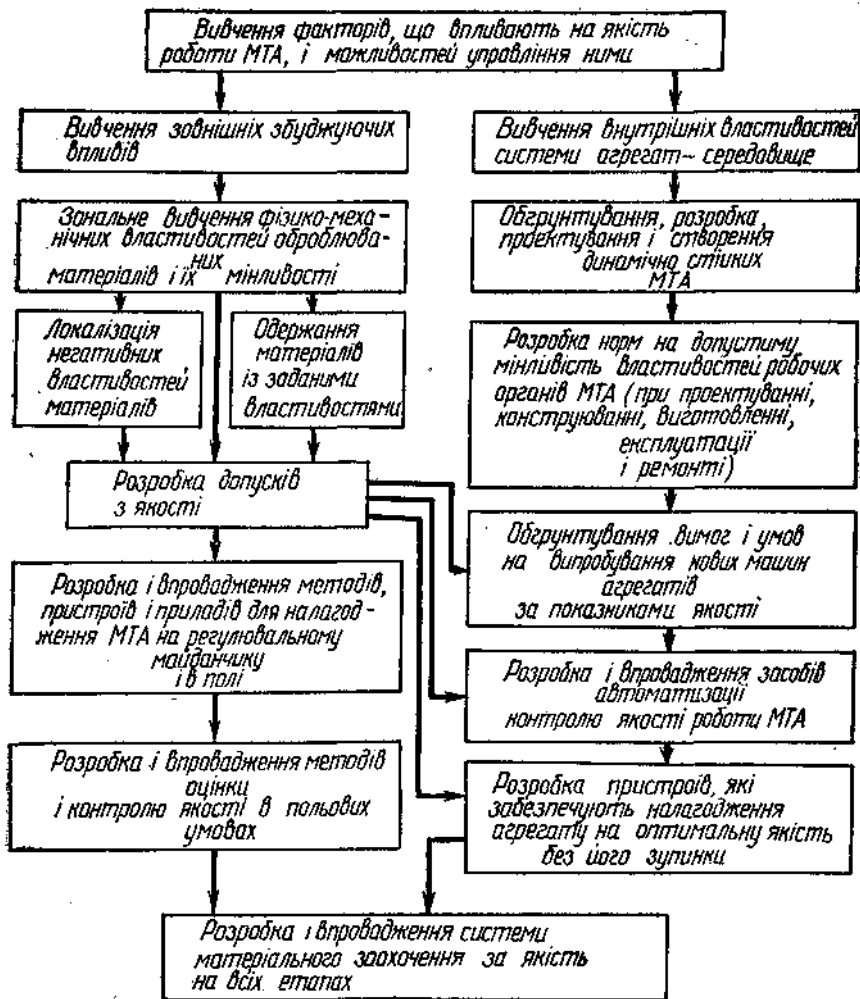 Вивчення факторів, що впливають на якість
роботи МТА, і можливостей управління ними
Вивчення зовнішніх збуджуючих
впливів
Вивчення внутрішніх властивостей
системи агрегат – середовище
Зональне вивчення фізико-меха-
нічних властивостей оброблюва-
них
матеріалів і їх мінливості
Обгрунтування, розробка,
проектування і створення
динамічно стійких
МТА
Локалізація
негативних
властивостей
матеріалів
Одержання
матеріалів
із заданими
властивостями
Розробка норм на допустиму
мінливість властивостей робочих
органів МТА (при проектуванні,
конструюванні, виготовленні,
експлуатації
і ремонті)
Розробка допусків
з якості
Обгрунтування вимог і умов
на випробування нових машин
агрегатів
за показниками якості
Розробка і впровадження методів,
пристроїв і приладів для налагод-
ження МТА на регулювальному
майданчику
і в полі
Розробка і впровадження засобів
автоматизації
контролю якості роботи МТА
Розробка і впровадження методів
оцінки
і контролю якості в польових
умовах
Розробка пристроїв, які
забезпечують налагодження
агрегату на оптимальну якість
без його зупинки
Розробка і впровадження системи
матеріального заохочення за якість
на всіх етапах